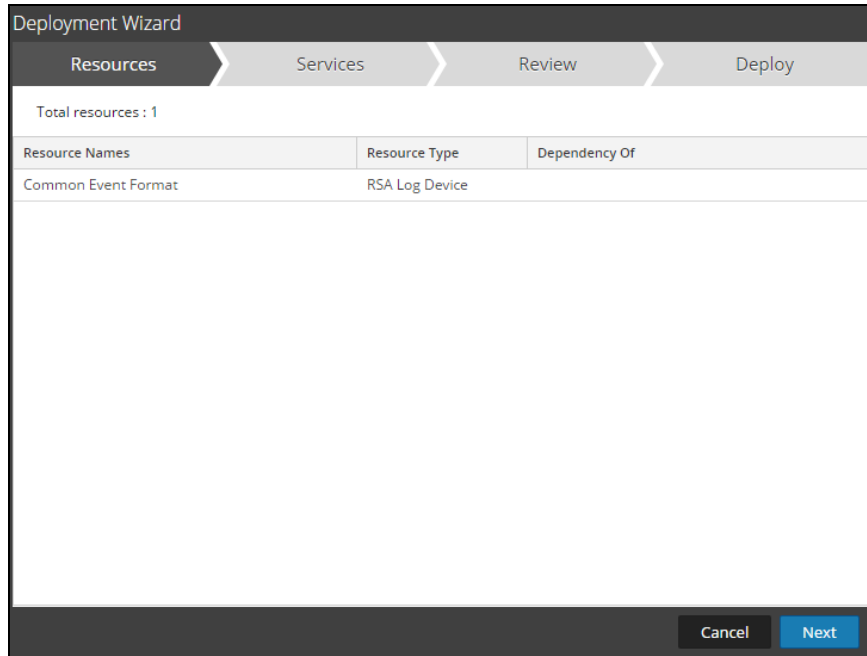 Deployment Wizard
Resources Services Review Deploy
Total resources : 1
Resource Names Resource Type Dependency Of
Common Event Format RSA Log Device
Cancel Next